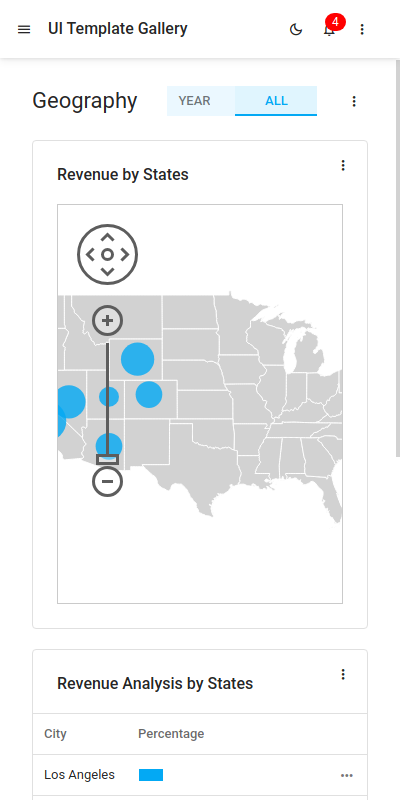 UI Template Gallery
4
Geography
YEAR
ALL
Revenue by States
Revenue Analysis by States
City
Percentage
Los Angeles